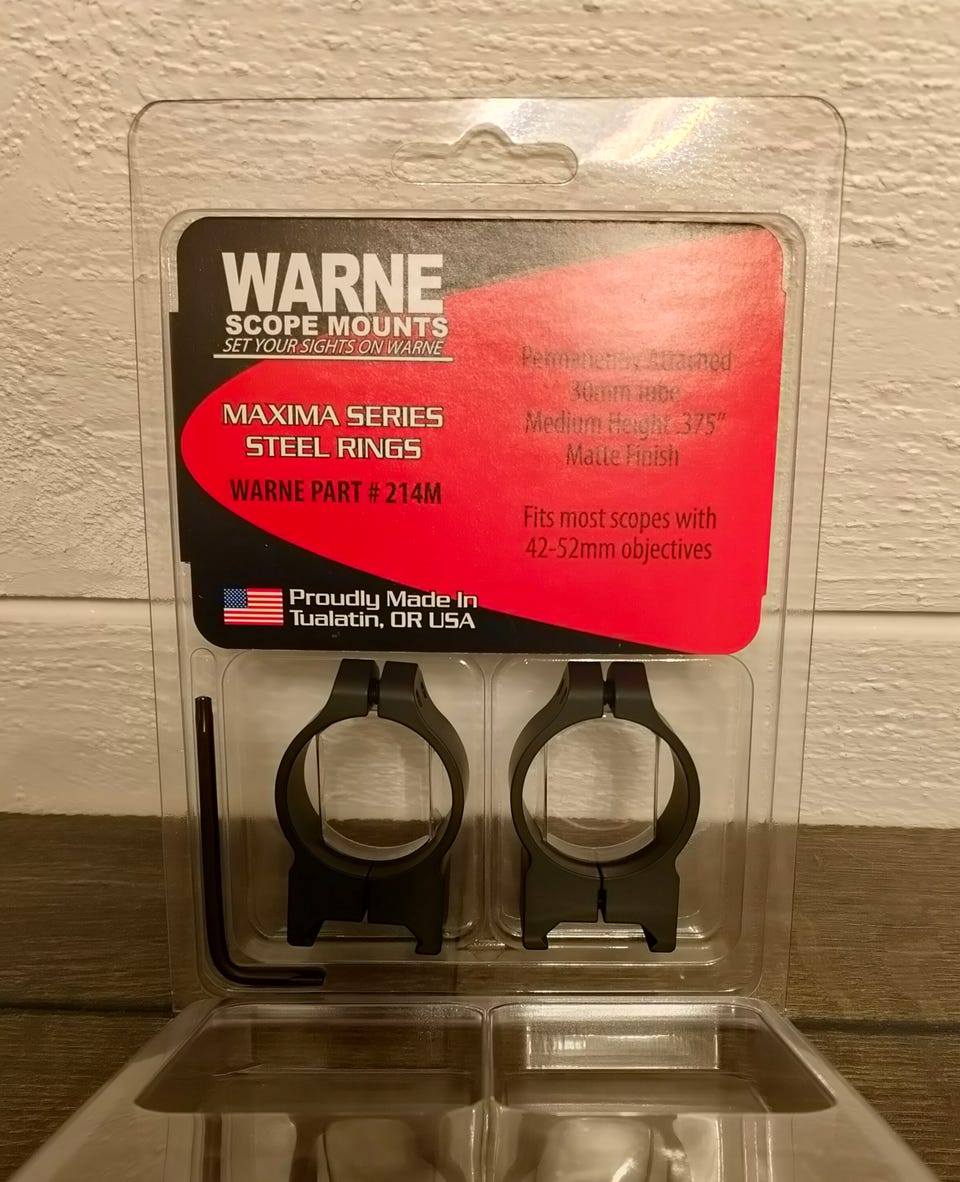 WARNE
SCOPE MOUNTS
SET YOUR SIGHTS ON WARNE
MAXIMA SERIES
STEEL RINGS
WARNE PART # 214M
Proudly Made In
Tualatin, OR USA
Permanently Attached
30mm Tube
Medium Height .375"
Matte Finish
Fits most scopes with
42-52mm objectives